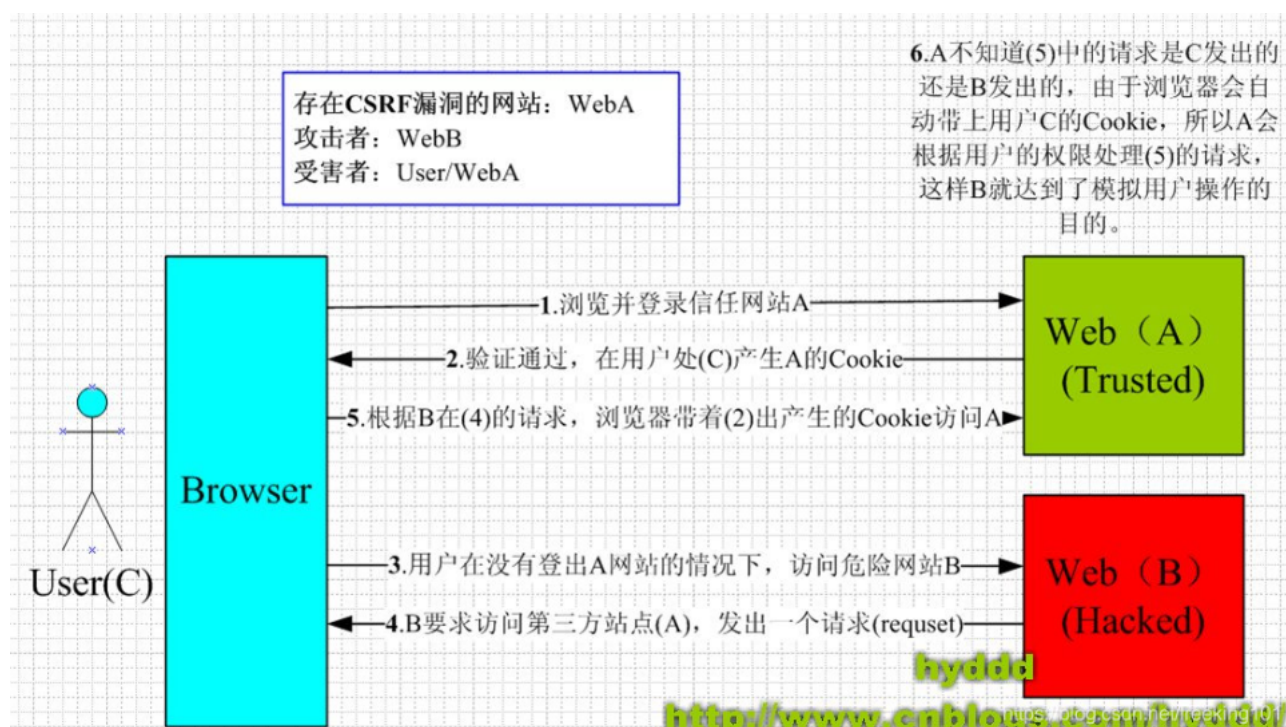 6.A不知道(5)中的请求是C发出的
还是B发出的，由于浏览器会自
动带上用户C的Cookie，所以A会
根据用户的权限处理(5)的请求，
这样B就达到了模拟用户操作的
目的。
存在CSRF漏洞的网站：WebA
攻击者：WebB
受害者：User/WebA
1.浏览并登录信任网站A
2.验证通过，在用户处(C)产生A的Cookie
5.根据B在(4)的请求，浏览器带着(2)出产生的Cookie访问A
Web（A）
(Trusted)
Browser
User(C)
3.用户在没有登出A网站的情况下，访问危险网站B
4.B要求访问第三方站点(A)，发出一个请求(requset)
Web（B）
(Hacked)
hyddd
http://www.cnblo
https://blog.csdn.net/freeking101